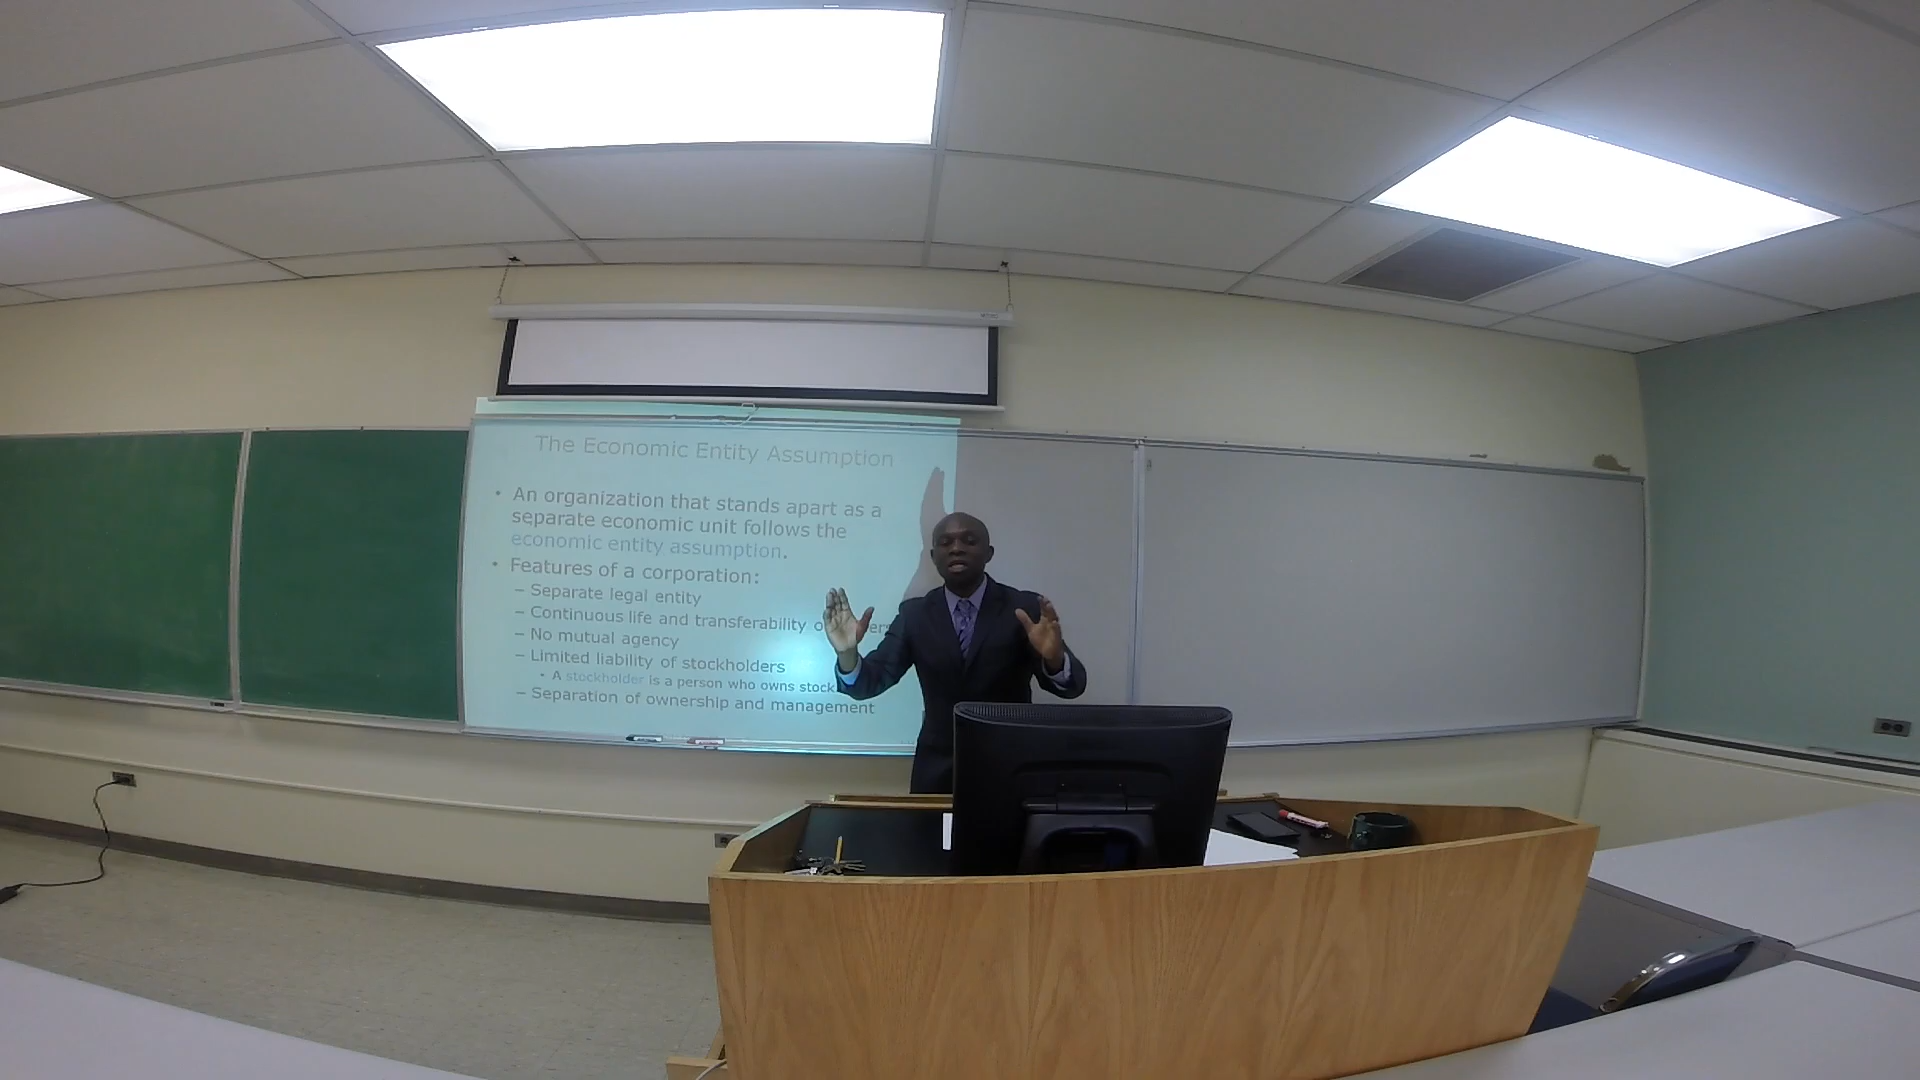 The Economic Entity Assumption
• An organization that stands apart as a
separate economic unit follows the
economic entity assumption.
• Features of a corporation:
– Separate legal entity
– Continuous life and transferability
– No mutual agency
– Limited liability of stockholders
• A stockholder is a person who owns stock
– Separation of ownership and management